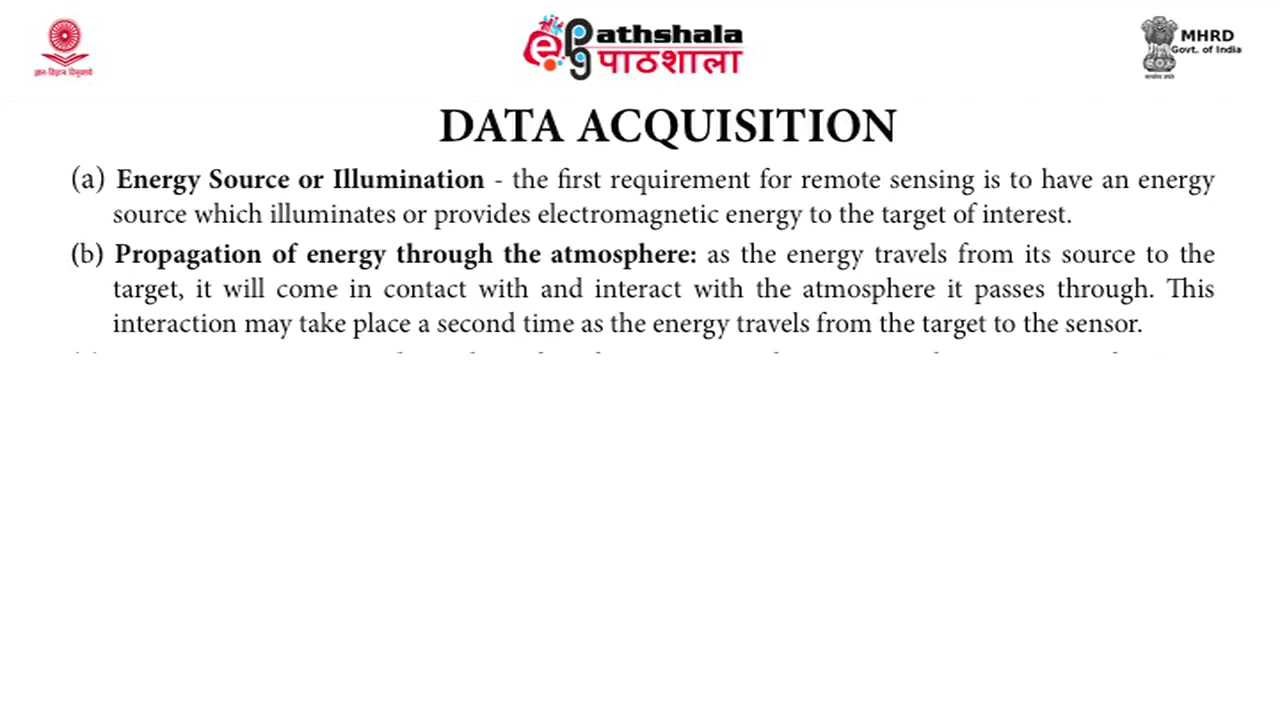 ज्ञान-विज्ञान विमुक्तये
ePathshala
पाठशाला
MHRD
Govt. of India
DATA ACQUISITION
(a) Energy Source or Illumination - the first requirement for remote sensing is to have an energy
source which illuminates or provides electromagnetic energy to the target of interest.
(b) Propagation of energy through the atmosphere: as the energy travels from its source to the
target, it will come in contact with and interact with the atmosphere it passes through. This
interaction may take place a second time as the energy travels from the target to the sensor.